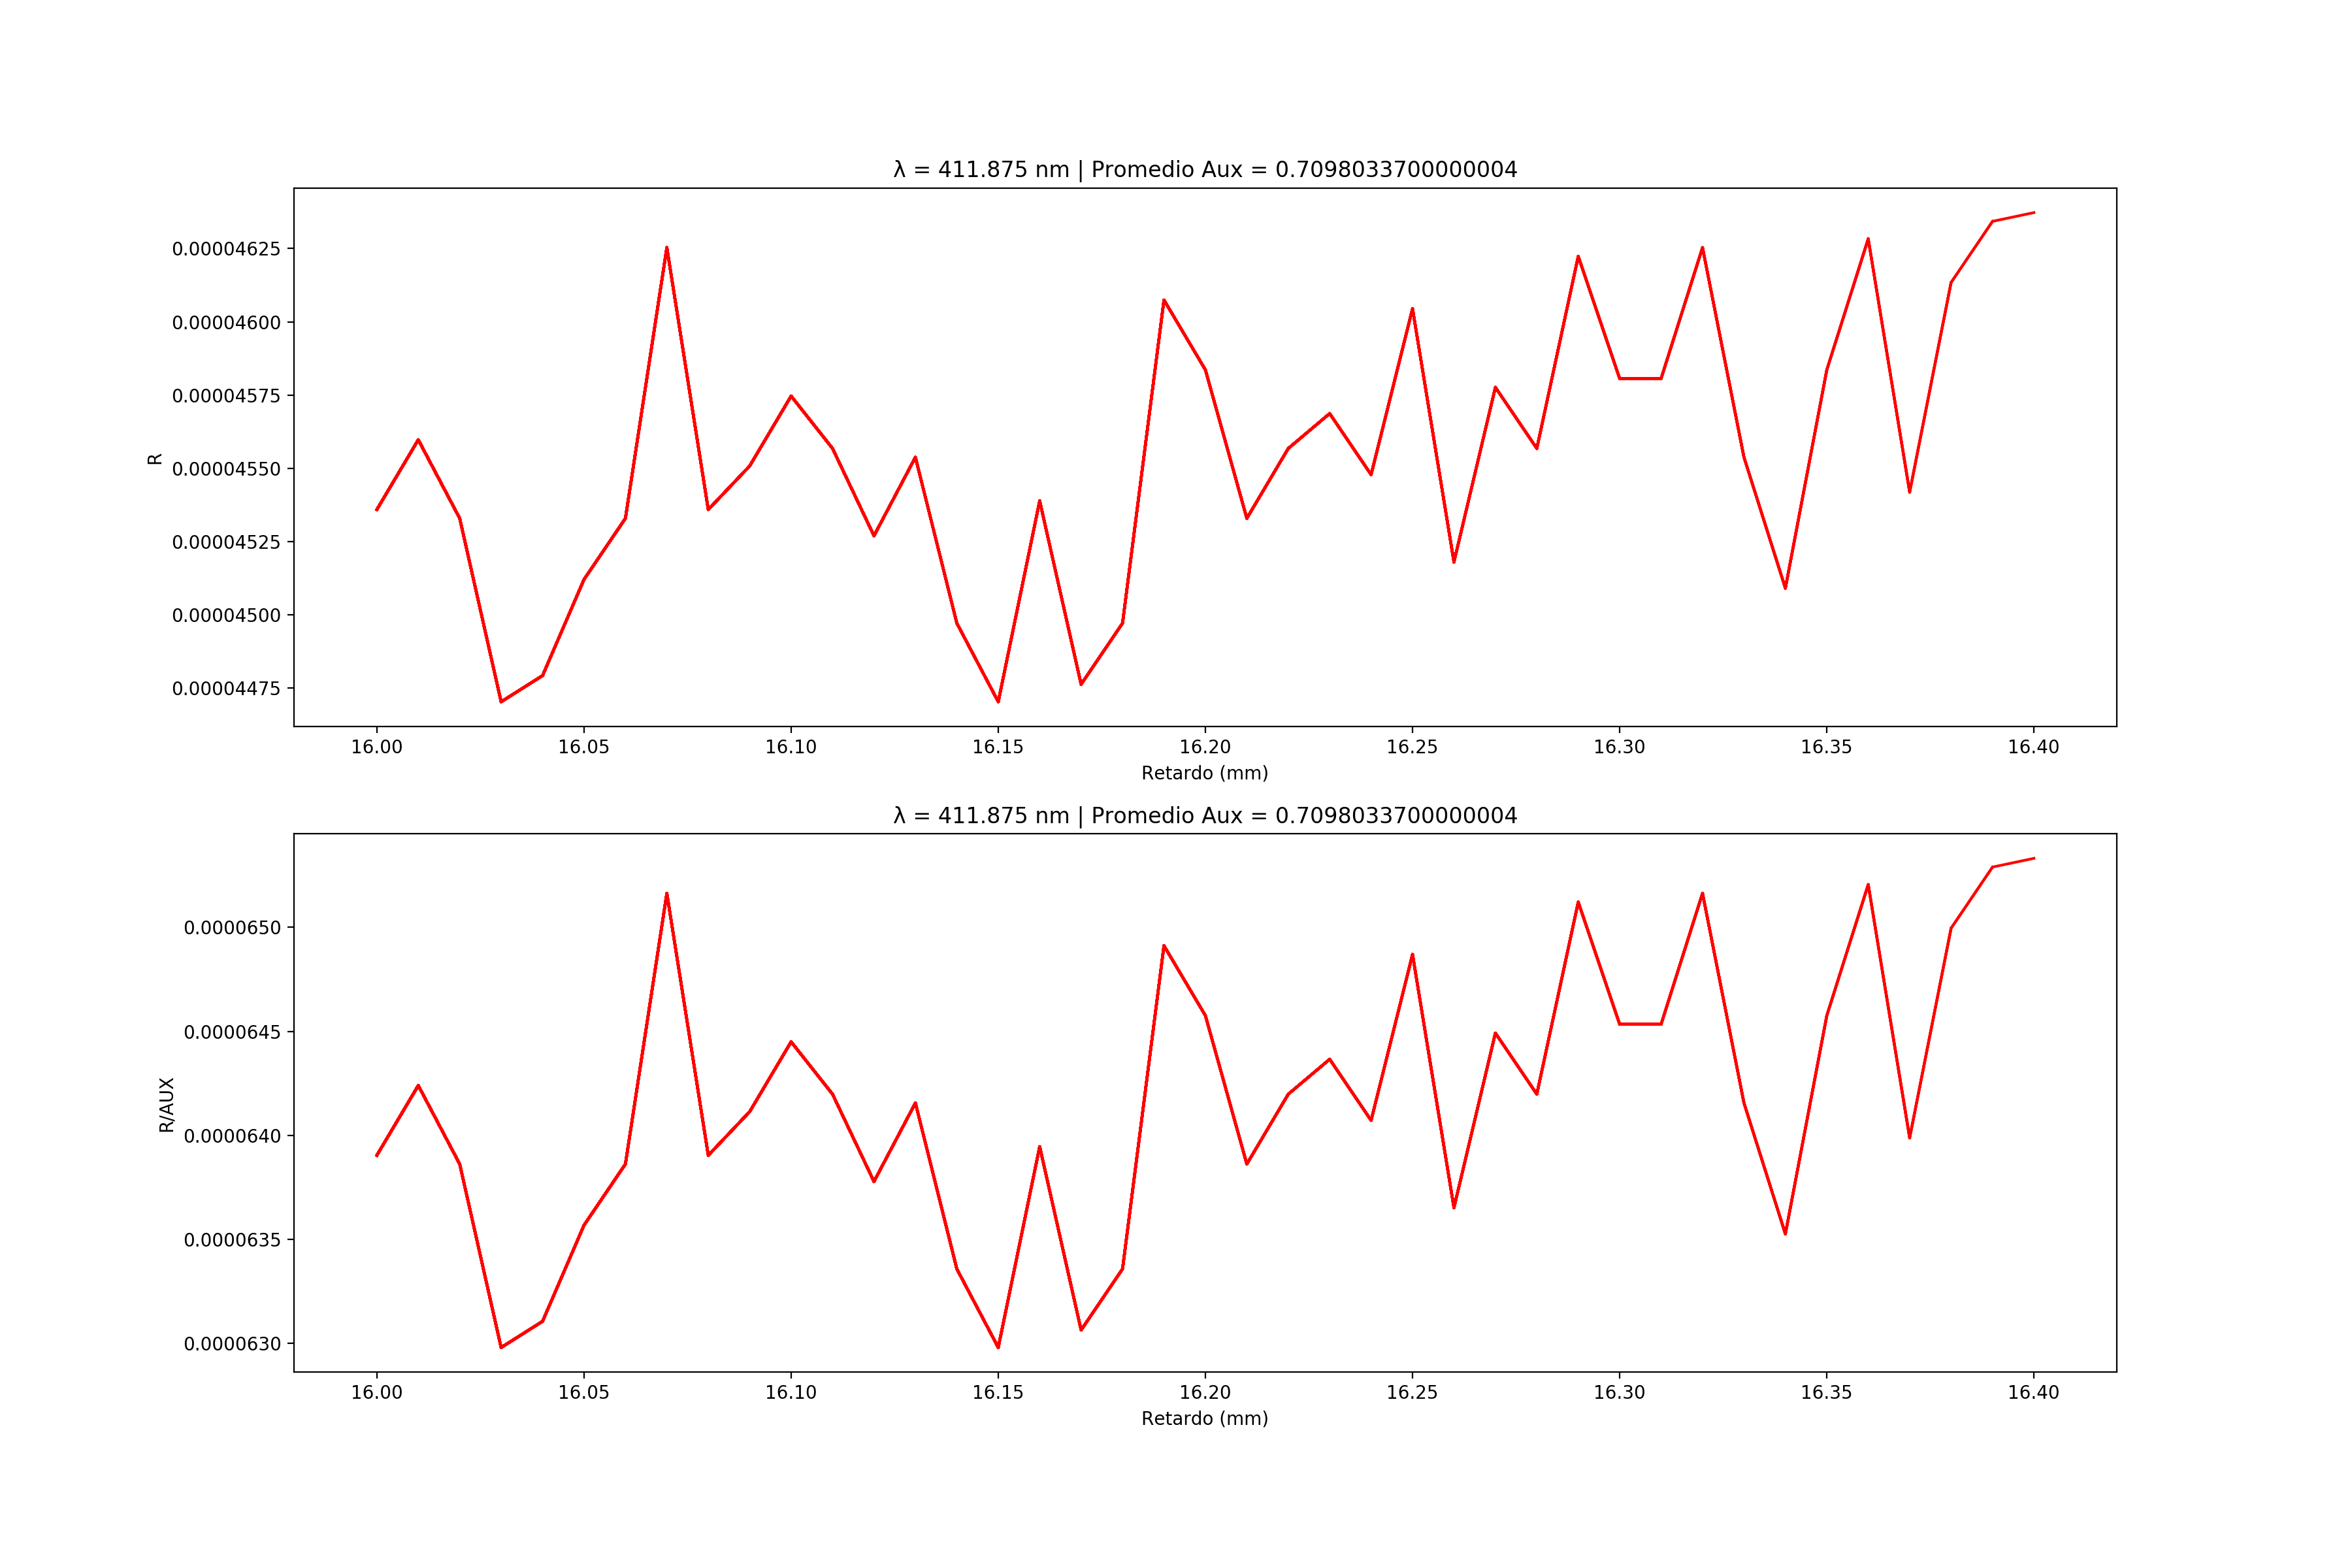 λ = 411.875 nm | Promedio Aux = 0.7098033700000004
0.00004625
0.00004600
0.00004575
0.00004550
0.00004525
0.00004500
0.00004475
R
16.00 16.05 16.10 16.15 16.20 16.25 16.30 16.35 16.40
Retardo (mm)
λ = 411.875 nm | Promedio Aux = 0.7098033700000004
0.0000650
0.0000645
0.0000640
0.0000635
0.0000630
R/AUX
16.00 16.05 16.10 16.15 16.20 16.25 16.30 16.35 16.40
Retardo (mm)